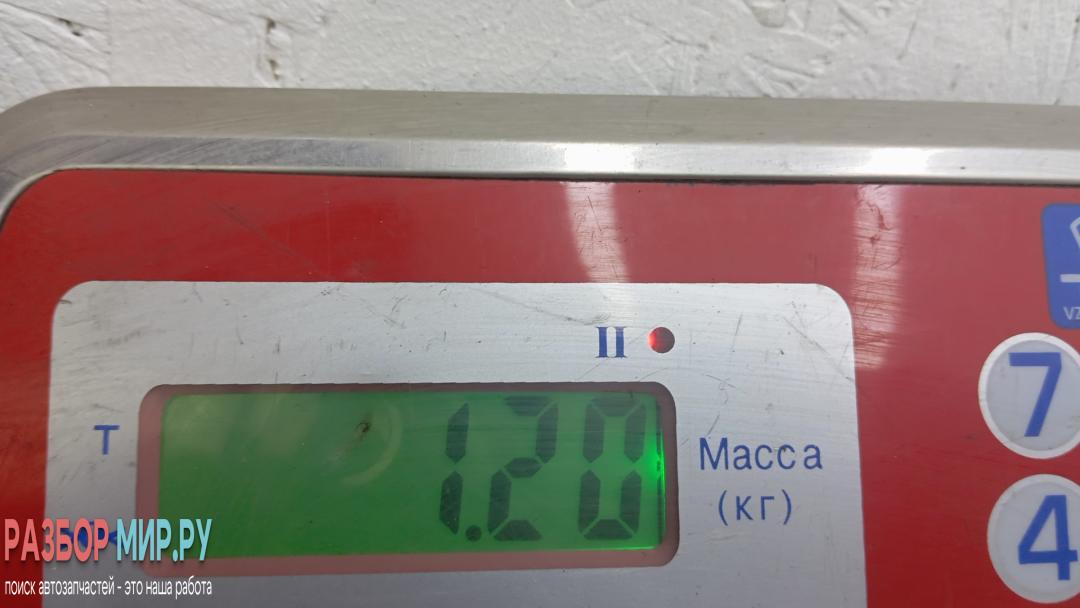 II
T
1.20
Масса
(кг)
7
4
РАЗБОР МИР.РУ
поиск автозапчастей - это наша работа